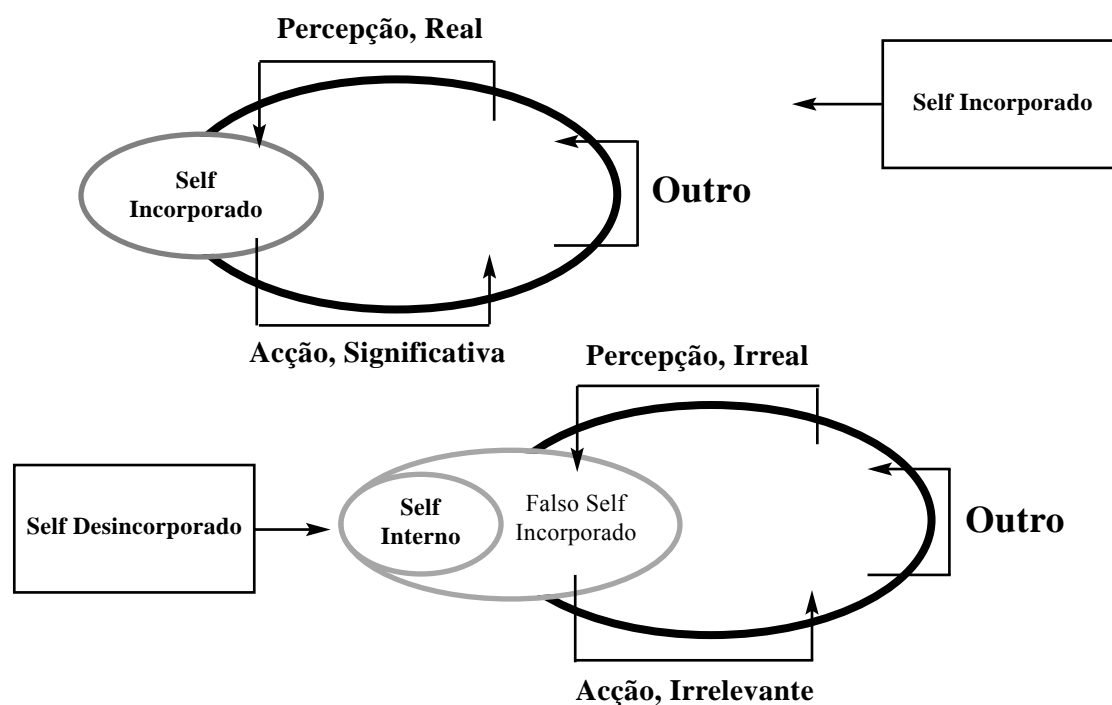 Percepção, Real
Self Incorporado
Self
Incorporado
Outro
Acção, Significativa
Percepção, Irreal
Self Desincorporado
Self
Interno
Falso Self
Incorporado
Outro
Acção, Irrelevante